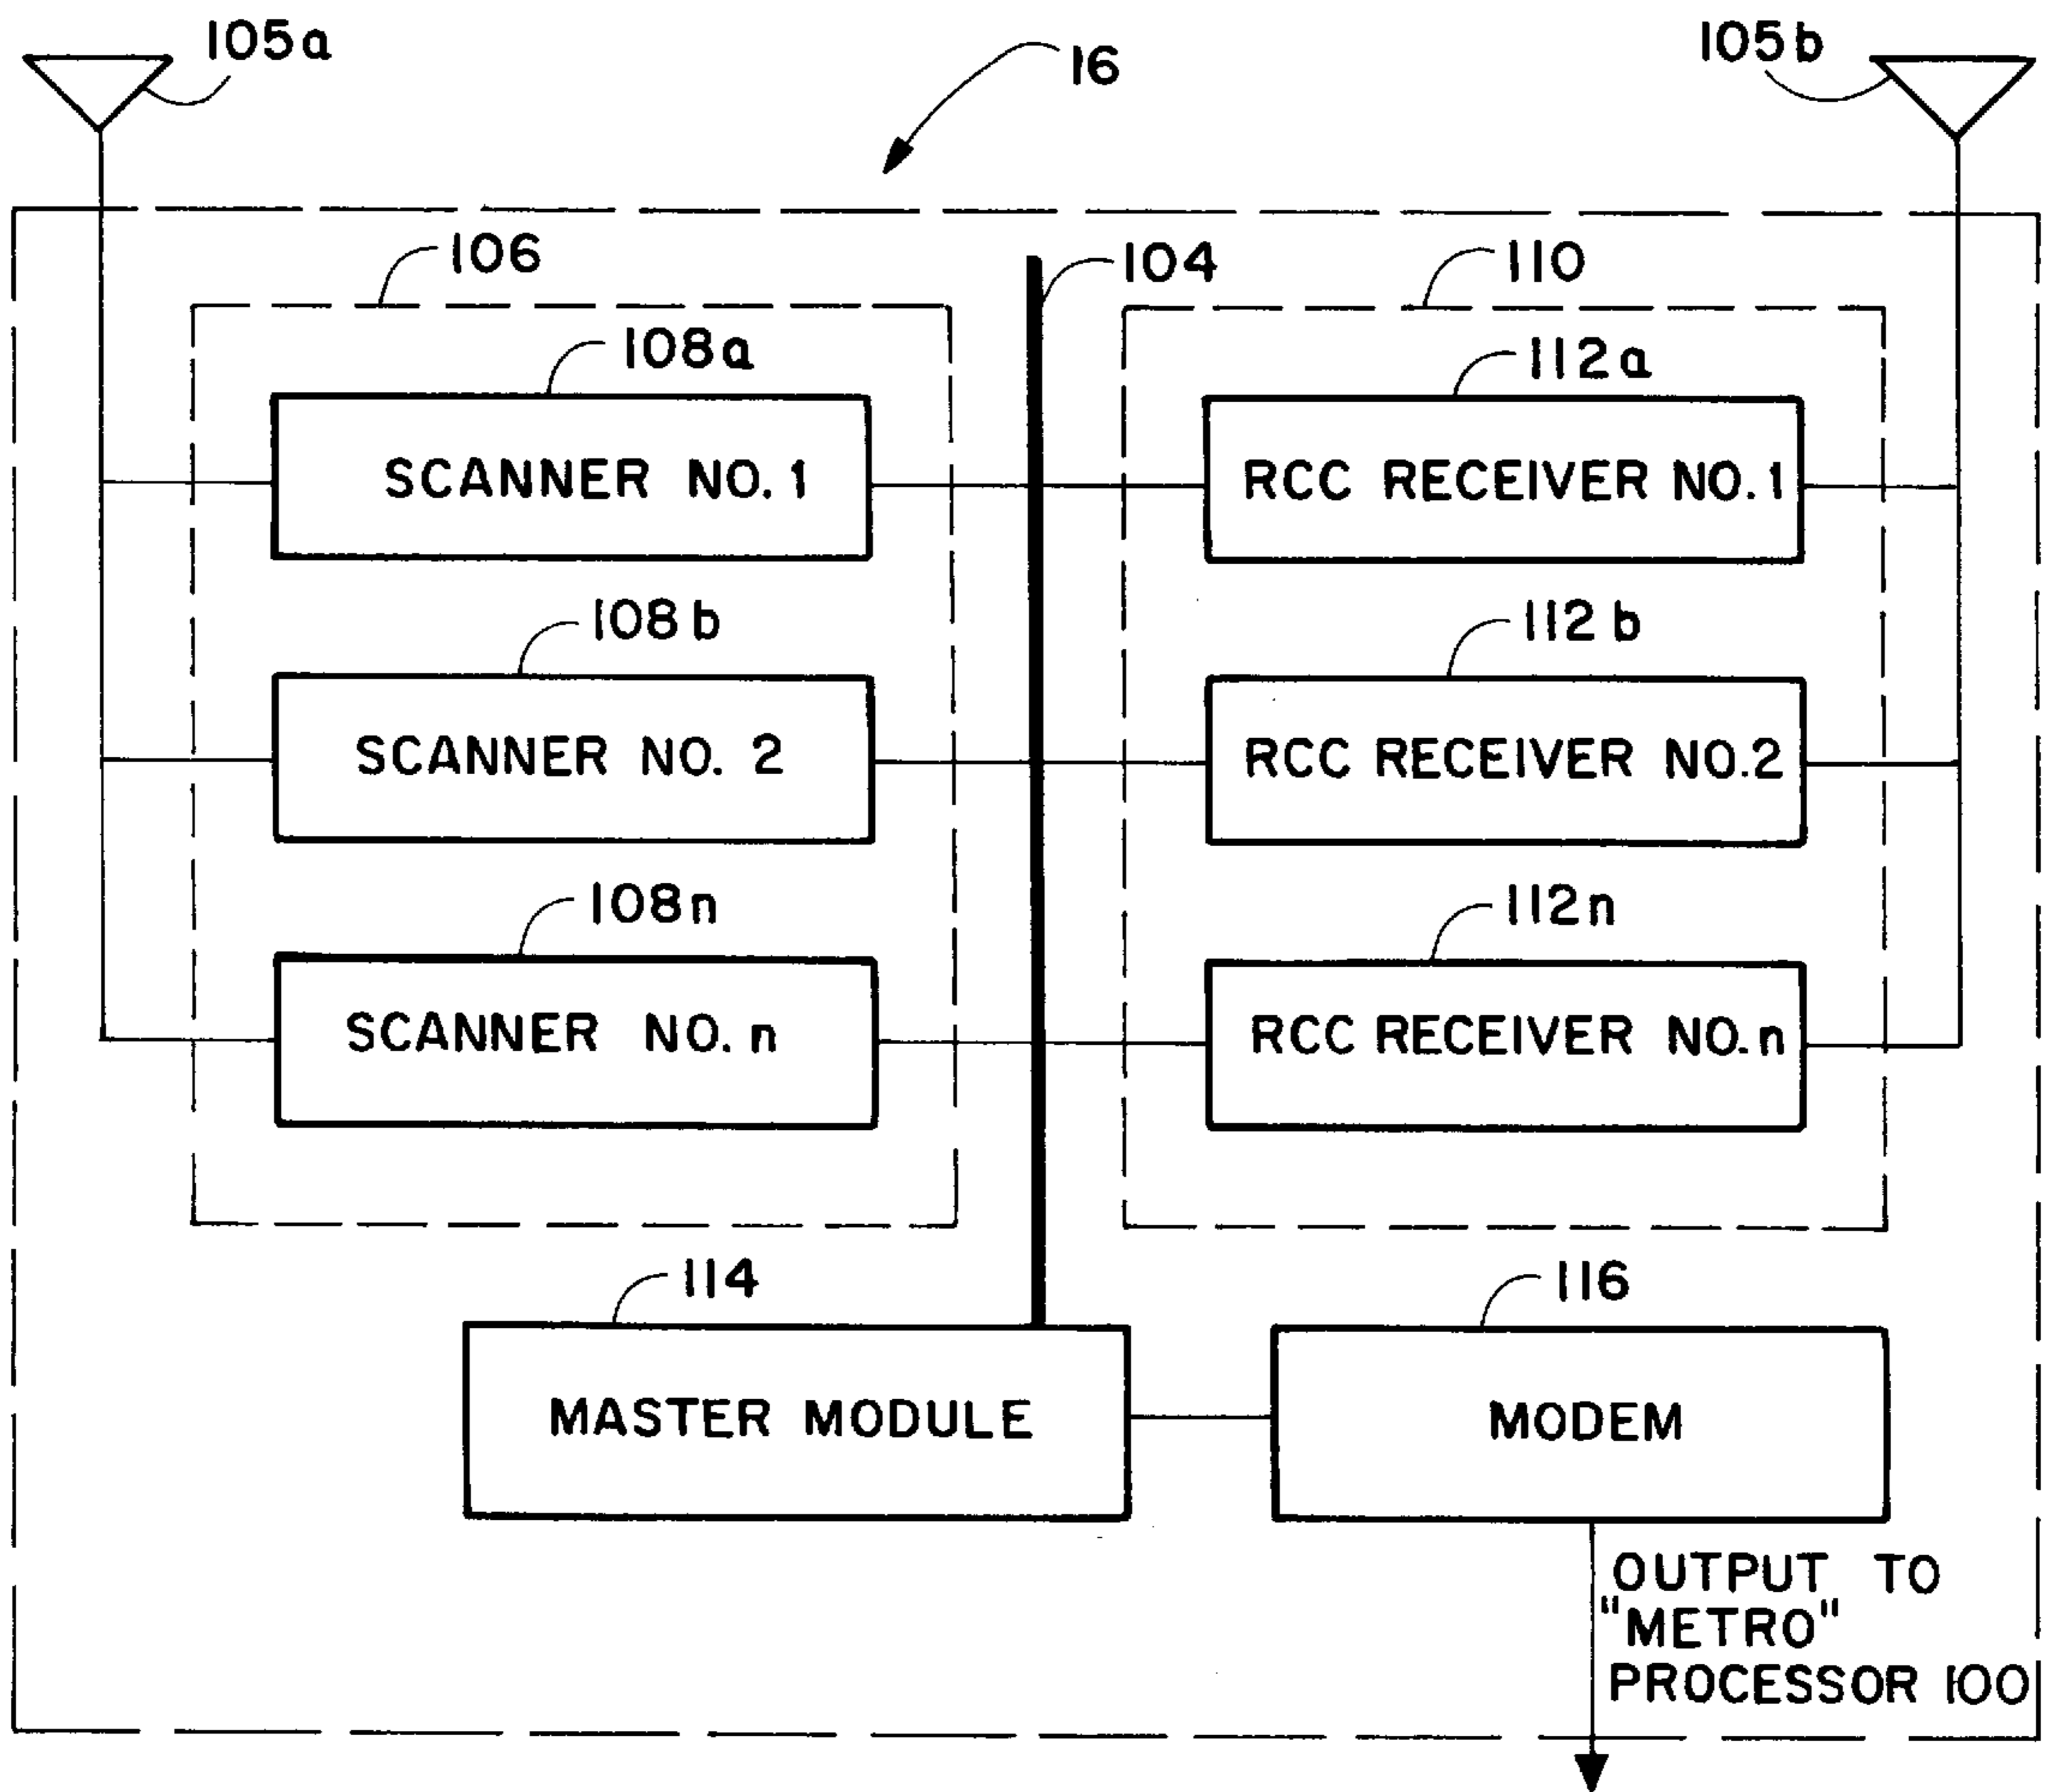 105a
16
105b
106
104
110
108a
112a
SCANNER NO. 1
RCC RECEIVER NO. 1
108b
112b
SCANNER NO. 2
RCC RECEIVER NO. 2
108n
112n
SCANNER NO. n
RCC RECEIVER NO. n
114
116
MASTER MODULE
MODEM
OUTPUT TO
"METRO"
PROCESSOR 100